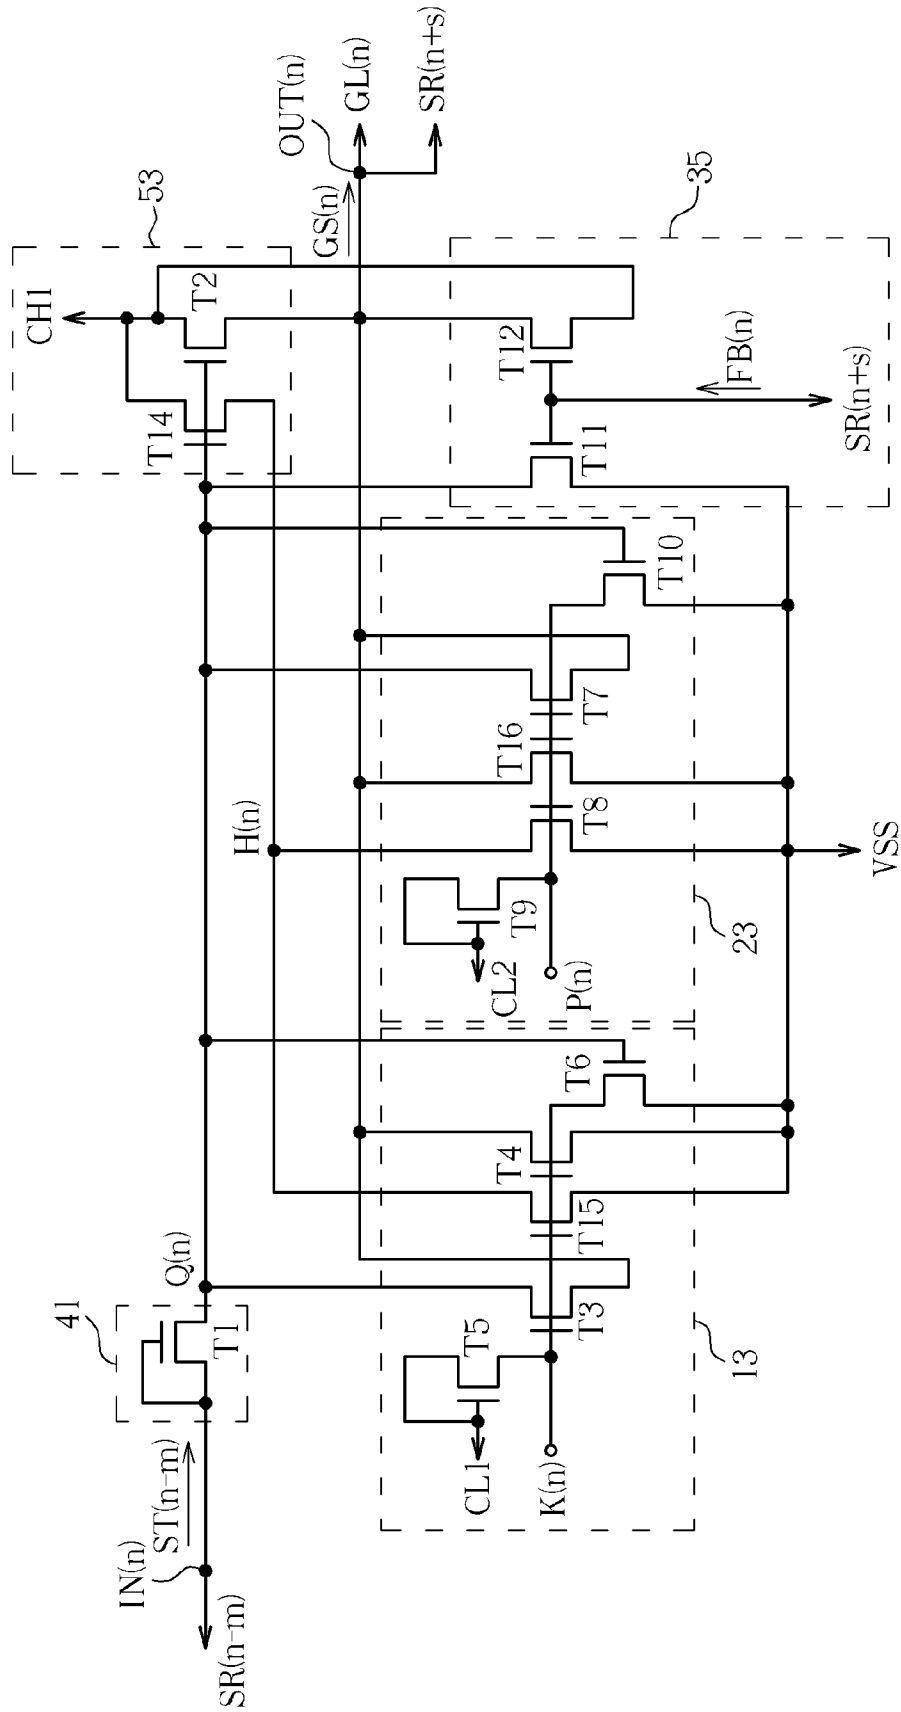 CH1
53
T2
T14
GS(n)
OUT(n)
GL(n)
SR(n+s)
35
T12
T11
FB(n)
SR(n+s)
T10
T7
T16
T8
H(n)
T9
CL2
P(n)
23
VSS
T6
T4
T15
T3
T5
CL1
K(n)
13
Q(n)
41
T1
ST(n-m)
IN(n)
SR(n-m)